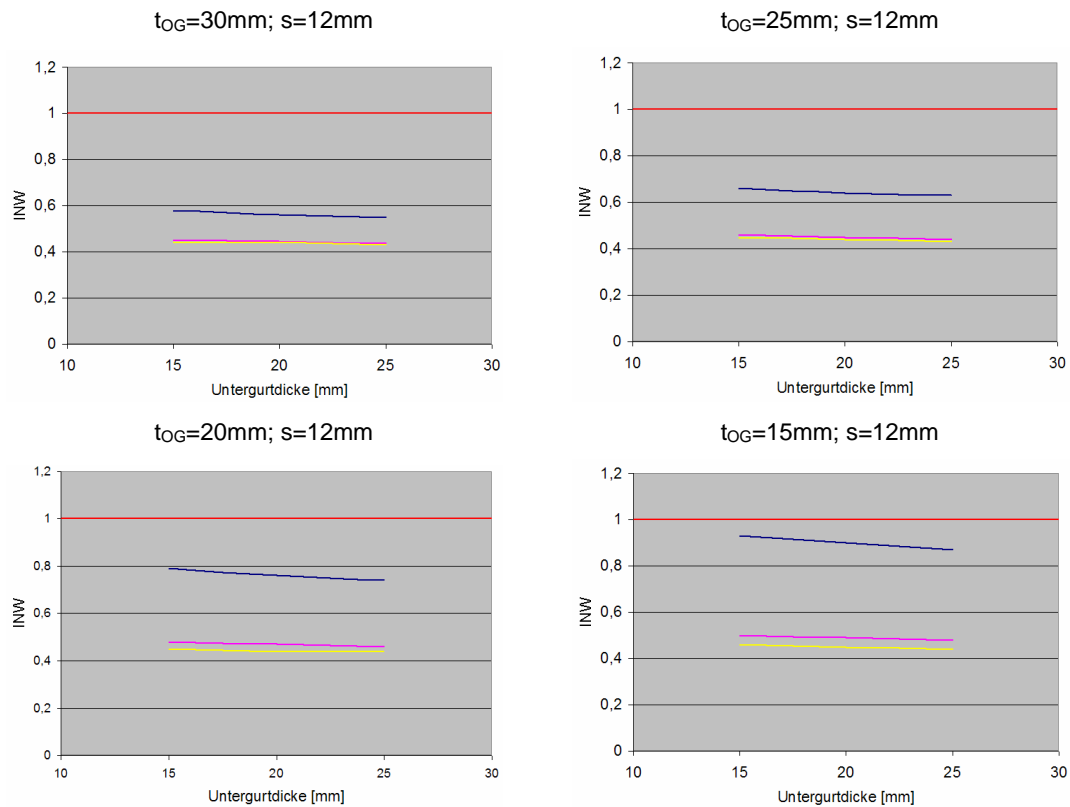 t_OG=30mm; s=12mm
1,2
1
0,8
0,6
0,4
0,2
0
INW
10 15 20 25 30
Untergurtdicke [mm]
t_OG=25mm; s=12mm
1,2
1
0,8
0,6
0,4
0,2
0
INW
10 15 20 25 30
Untergurtdicke [mm]
t_OG=20mm; s=12mm
1,2
1
0,8
0,6
0,4
0,2
0
INW
10 15 20 25 30
Untergurtdicke [mm]
t_OG=15mm; s=12mm
1,2
1
0,8
0,6
0,4
0,2
0
INW
10 15 20 25 30
Untergurtdicke [mm]